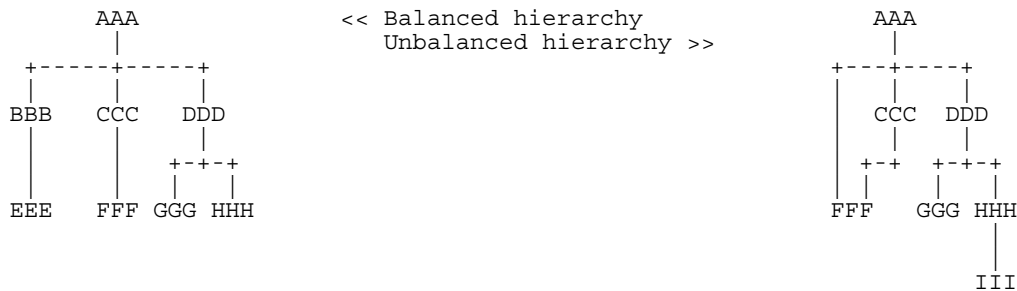 AAA << Balanced hierarchy AAA
Unbalanced hierarchy >>
BBB CCC DDD CCC DDD
EEE FFF GGG HHH FFF GGG HHH
III